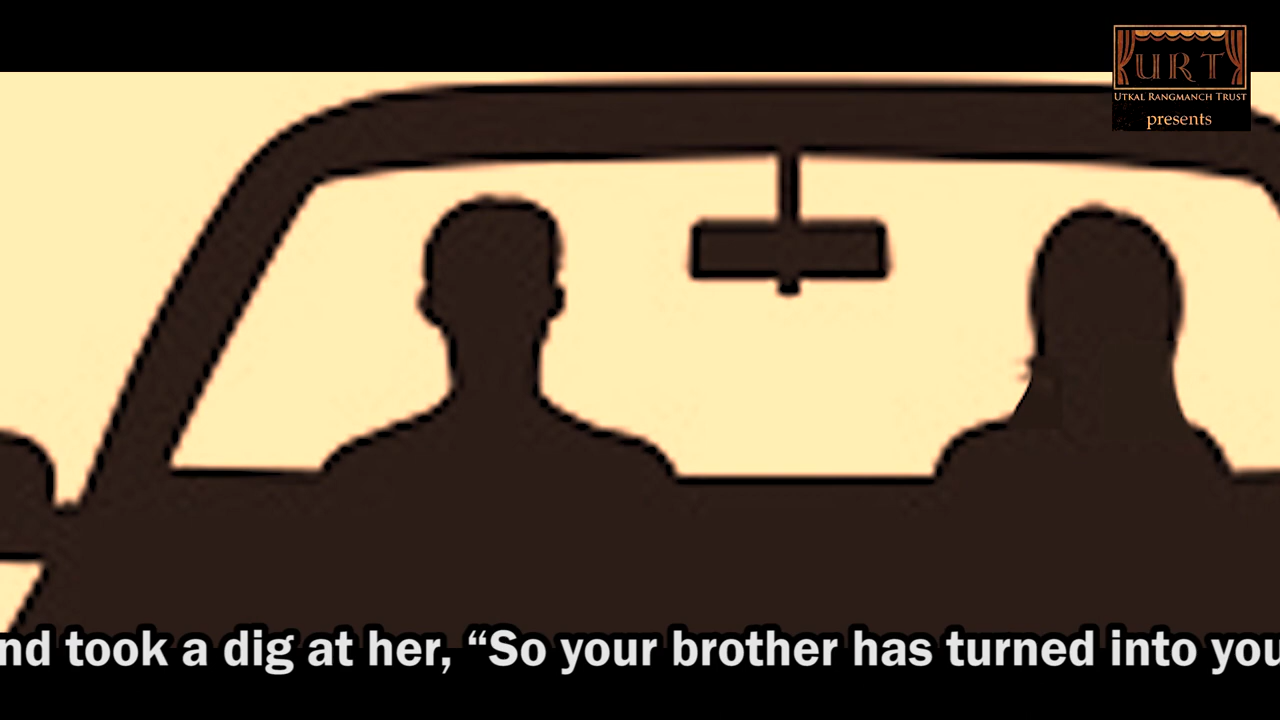 URT
UTKAL RANGMANCH TRUST
presents
nd took a dig at her, “So your brother has turned into you